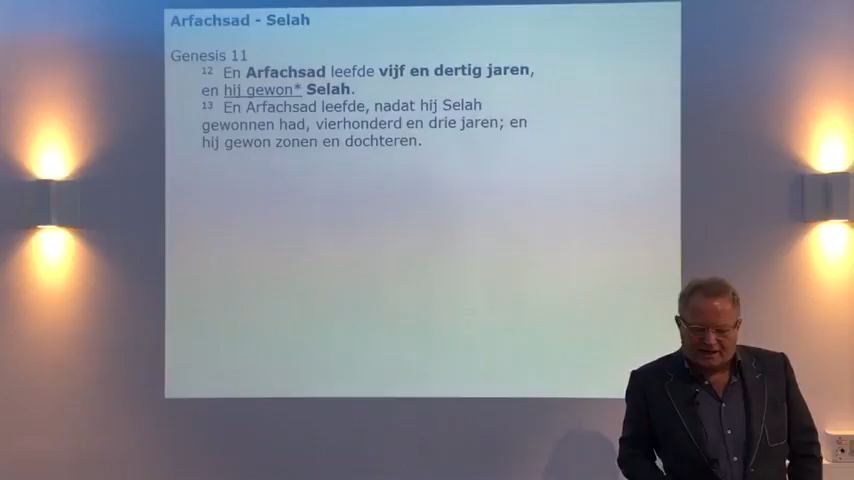 Arfachsad - Selah
Genesis 11
12 En Arfachsad leefde vijf en dertig jaren,
en hij gewon* Selah.
13 En Arfachsad leefde, nadat hij Selah
gewonnen had, vierhonderd en drie jaren; en
hij gewon zonen en dochteren.